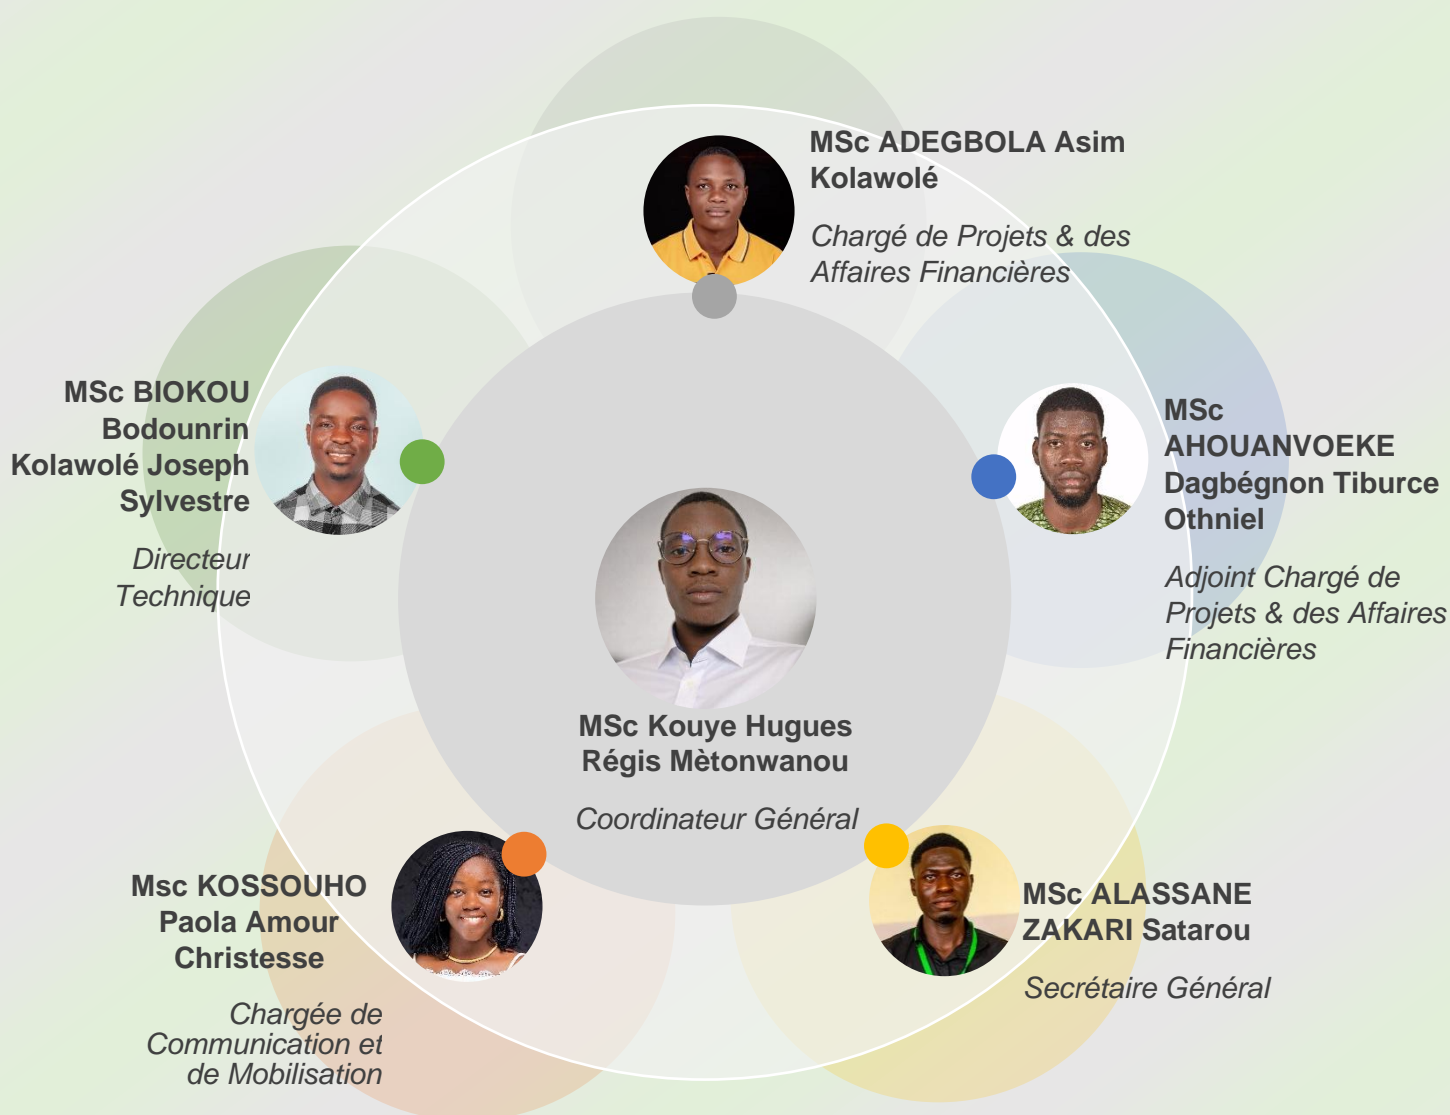 MSc ADEGBOLA Asim
Kolawolé
Chargé de Projets & des
Affaires Financières
MSc BIOKOU
Bodounrin
Kolawolé Joseph
Sylvestre
Directeur
Technique
MSc
AHOUANVOEKE
Dagbégnon Tiburce
Othniel
Adjoint Chargé de
Projets & des Affaires
Financières
MSc Kouye Hugues
Régis Mètonwanou
Coordinateur Général
Msc KOSSOUHO
Paola Amour
Christesse
Chargée de
Communication et
de Mobilisation
MSc ALASSANE
ZAKARI Satarou
Secrétaire Général